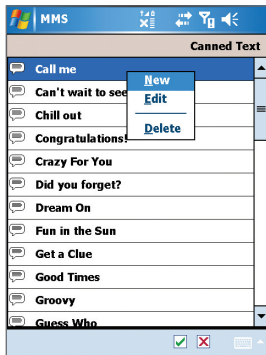 MMS
Canned Text
Call me
Can't wait to see
Chill out
Congratulations!
Crazy For You
Did you forget?
Dream On
Fun in the Sun
Get a Clue
Good Times
Groovy
Guess Who
New
Edit
Delete